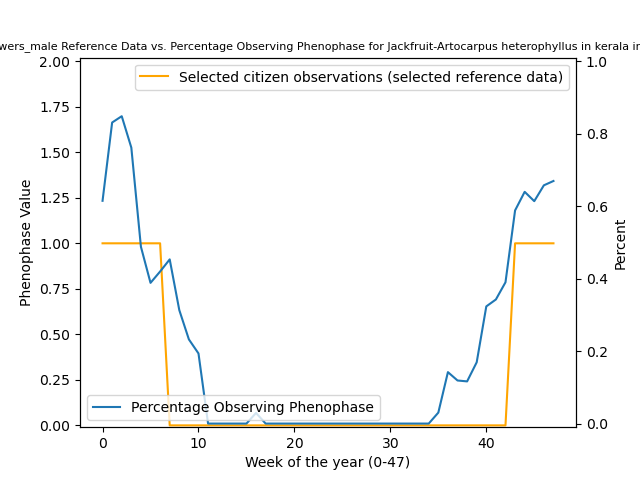 wers_male Reference Data vs. Percentage Observing Phenophase for Jackfruit-Artocarpus heterophyllus in kerala in
2.00
1.75
1.50
1.25
1.00
0.75
0.50
0.25
0.00
Phenophase Value
Selected citizen observations (selected reference data)
Percentage Observing Phenophase
1.0
0.8
0.6
0.4
0.2
0.0
Percent
0 10 20 30 40
Week of the year (0-47)